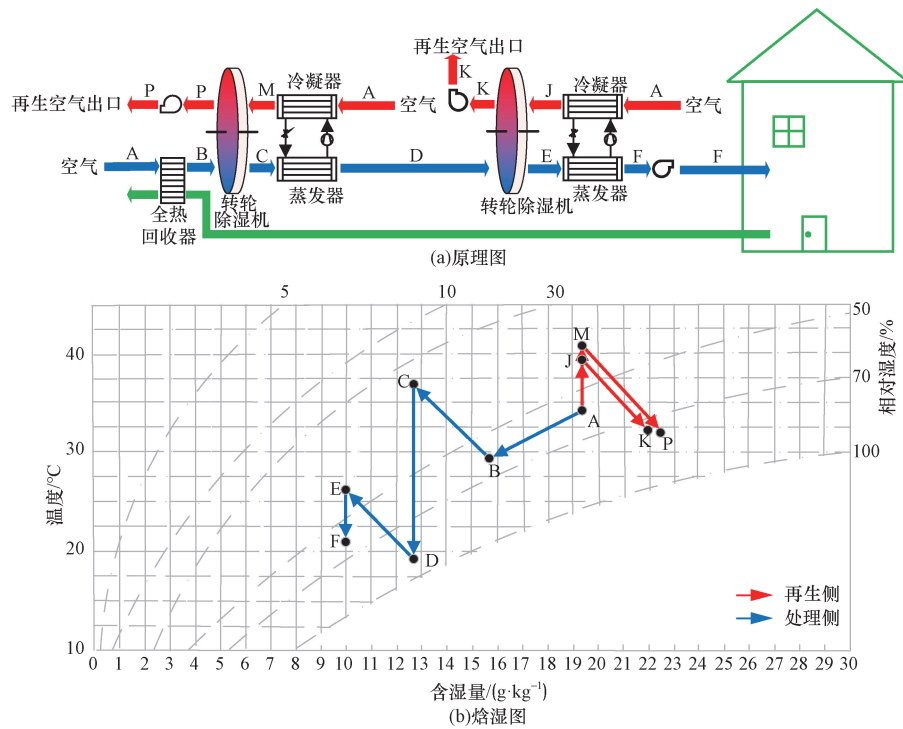 再生空气出口
K
P
P
M
冷凝器
A
K
J
冷凝器
A
再生空气出口
空气
空气
空气
A
B
C
D
E
F
F
全热
回收器
转轮
除湿机
蒸发器
转轮
除湿机
蒸发器
(a)原理图
5
10
30
50
70
100
相对湿度/%
40
30
20
10
温度/℃
M
J
A
K
P
C
B
E
F
D
再生侧
处理侧
0 1 2 3 4 5 6 7 8 9 10 11 12 13 14 15 16 17 18 19 20 21 22 23 24 25 26 27 28 29 30
含湿量/(g·kg⁻¹)
(b)焓湿图